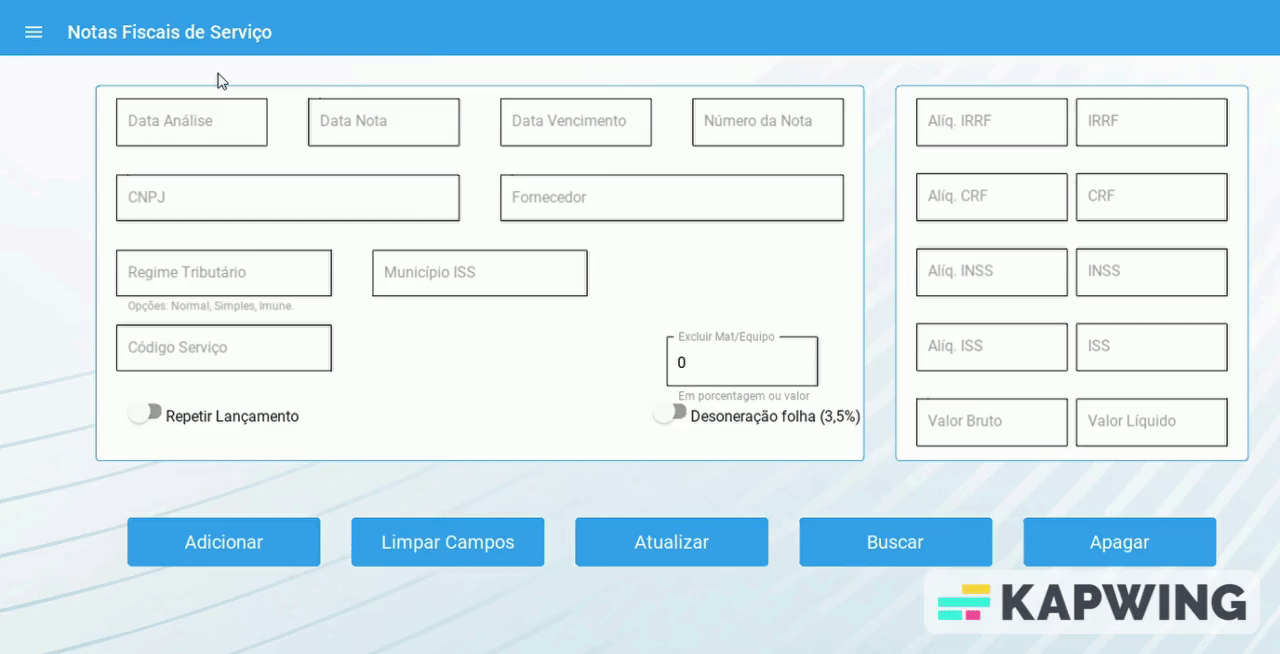 Notas Fiscais de Serviço
Data Análise
Data Nota
Data Vencimento
Número da Nota
CNPJ
Fornecedor
Regime Tributário
Município ISS
Opções: Normal, Simples, Imune.
Código Serviço
Excluir Mat/Equipo
0
Em porcentagem ou valor
Repetir Lançamento
Desoneração folha (3,5%)
Alíq. IRRF
IRRF
Alíq. CRF
CRF
Alíq. INSS
INSS
Alíq. ISS
ISS
Valor Bruto
Valor Líquido
Adicionar
Limpar Campos
Atualizar
Buscar
Apagar
KAPWING